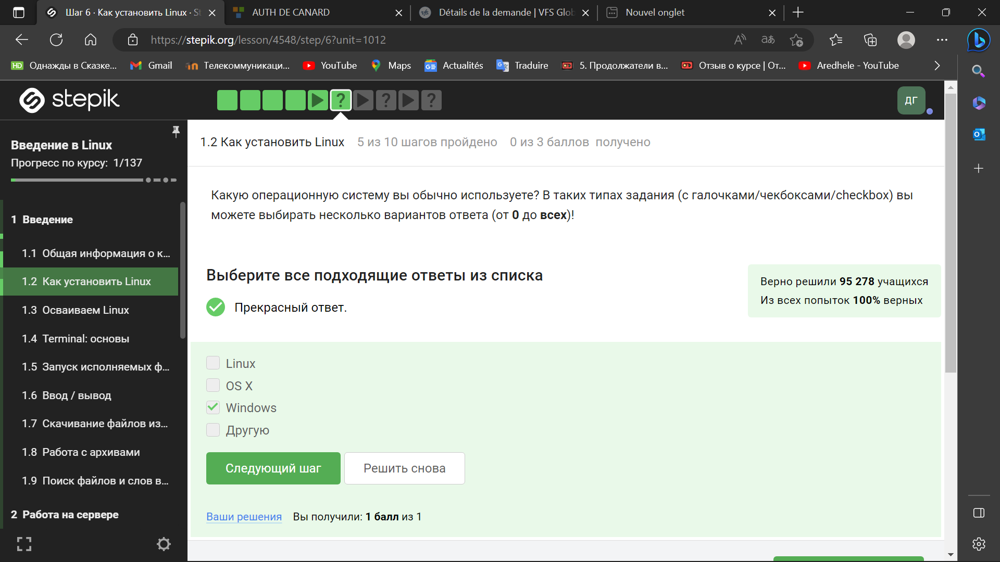 Шаг 6 · Как установить Linux · St
AUTH DE CANARD
Détails de la demande | VFS Glob
Nouvel onglet
https://stepik.org/lesson/4548/step/6?unit=1012
Однажды в Сказке...
Gmail
Телекоммуникаци...
YouTube
Maps
Actualités
Traduire
5. Продолжатели в...
Отзыв о курсе | От...
Aredhele - YouTube
stepik
ДГ
Введение в Linux
Прогресс по курсу: 1/137
1 Введение
1.1 Общая информация о к...
1.2 Как установить Linux
1.3 Осваиваем Linux
1.4 Terminal: основы
1.5 Запуск исполняемых ф...
1.6 Ввод / вывод
1.7 Скачивание файлов из...
1.8 Работа с архивами
1.9 Поиск файлов и слов в...
2 Работа на сервере
1.2 Как установить Linux 5 из 10 шагов пройдено 0 из 3 баллов получено
Какую операционную систему вы обычно используете? В таких типах задания (с галочками/чекбоксами/checkbox) вы
можете выбирать несколько вариантов ответа (от 0 до всех)!
Выберите все подходящие ответы из списка
Верно решили 95 278 учащихся
Из всех попыток 100% верных
Прекрасный ответ.
Linux
OS X
Windows
Другую
Следующий шаг
Решить снова
Ваши решения Вы получили: 1 балл из 1